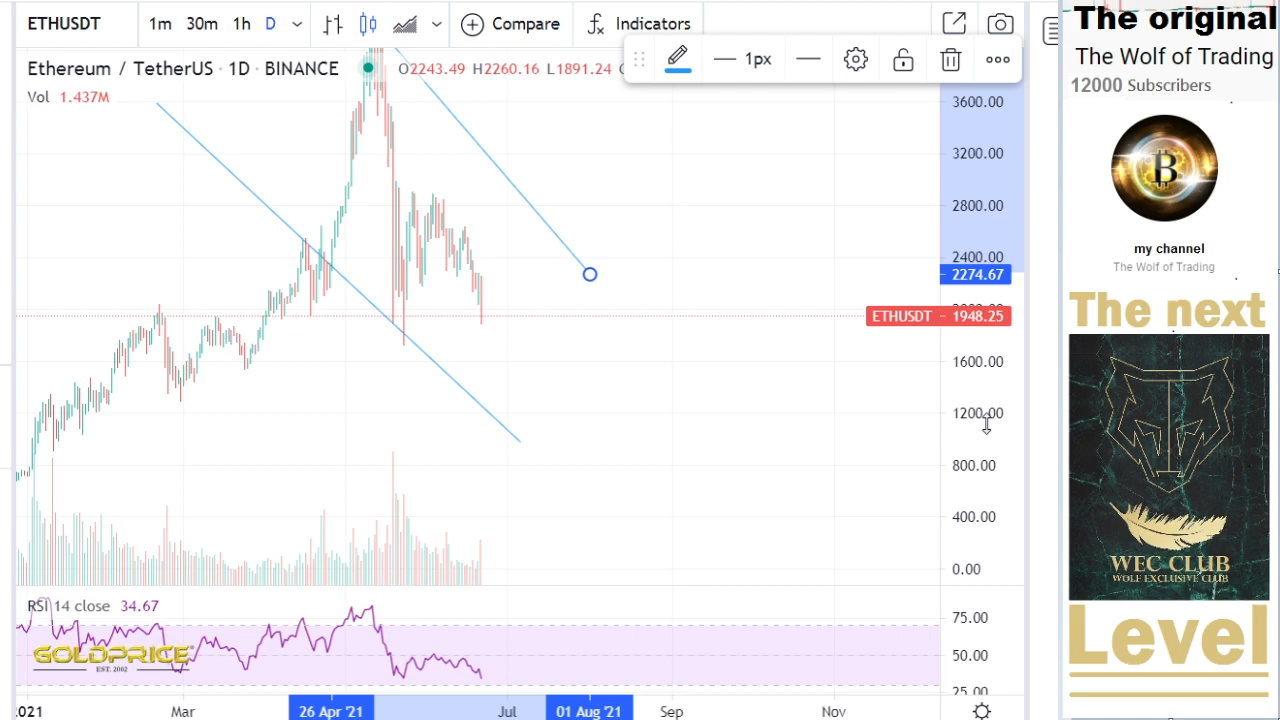 ETHUSDT 1m 30m 1h D Compare Indicators
1px
Ethereum / TetherUS · 1D · BINANCE O2243.49 H2260.16 L1891.24
Vol 1.437M
3600.00
3200.00
2800.00
2400.00
2274.67
ETHUSDT 1948.25
1600.00
1200.00
800.00
400.00
0.00
RSI 14 close 34.67
75.00
50.00
25.00
GOLDPRICE
EST. 2002
2021 Mar 26 Apr '21 Jul 01 Aug '21 Sep Nov
The original
The Wolf of Trading
12000 Subscribers
B
my channel
The Wolf of Trading
The next
WEC CLUB
WOLF EXCLUSIVE CLUB
Level